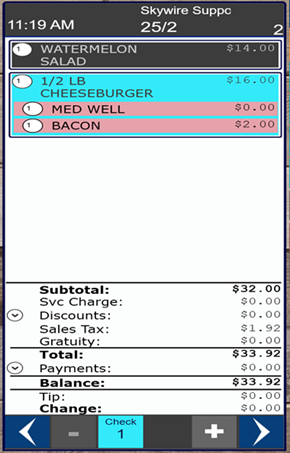 Skywire Suppc
11:19 AM 25/2 2
1 WATERMELON $14.00
SALAD
1 1/2 LB $16.00
CHEESEBURGER
1 MED WELL $0.00
1 BACON $2.00
Subtotal: $32.00
Svc Charge: $0.00
Discounts: $0.00
Sales Tax: $1.92
Gratuity: $0.00
Total: $33.92
Payments: $0.00
Balance: $33.92
Tip: $0.00
Change: $0.00
- Check +
1